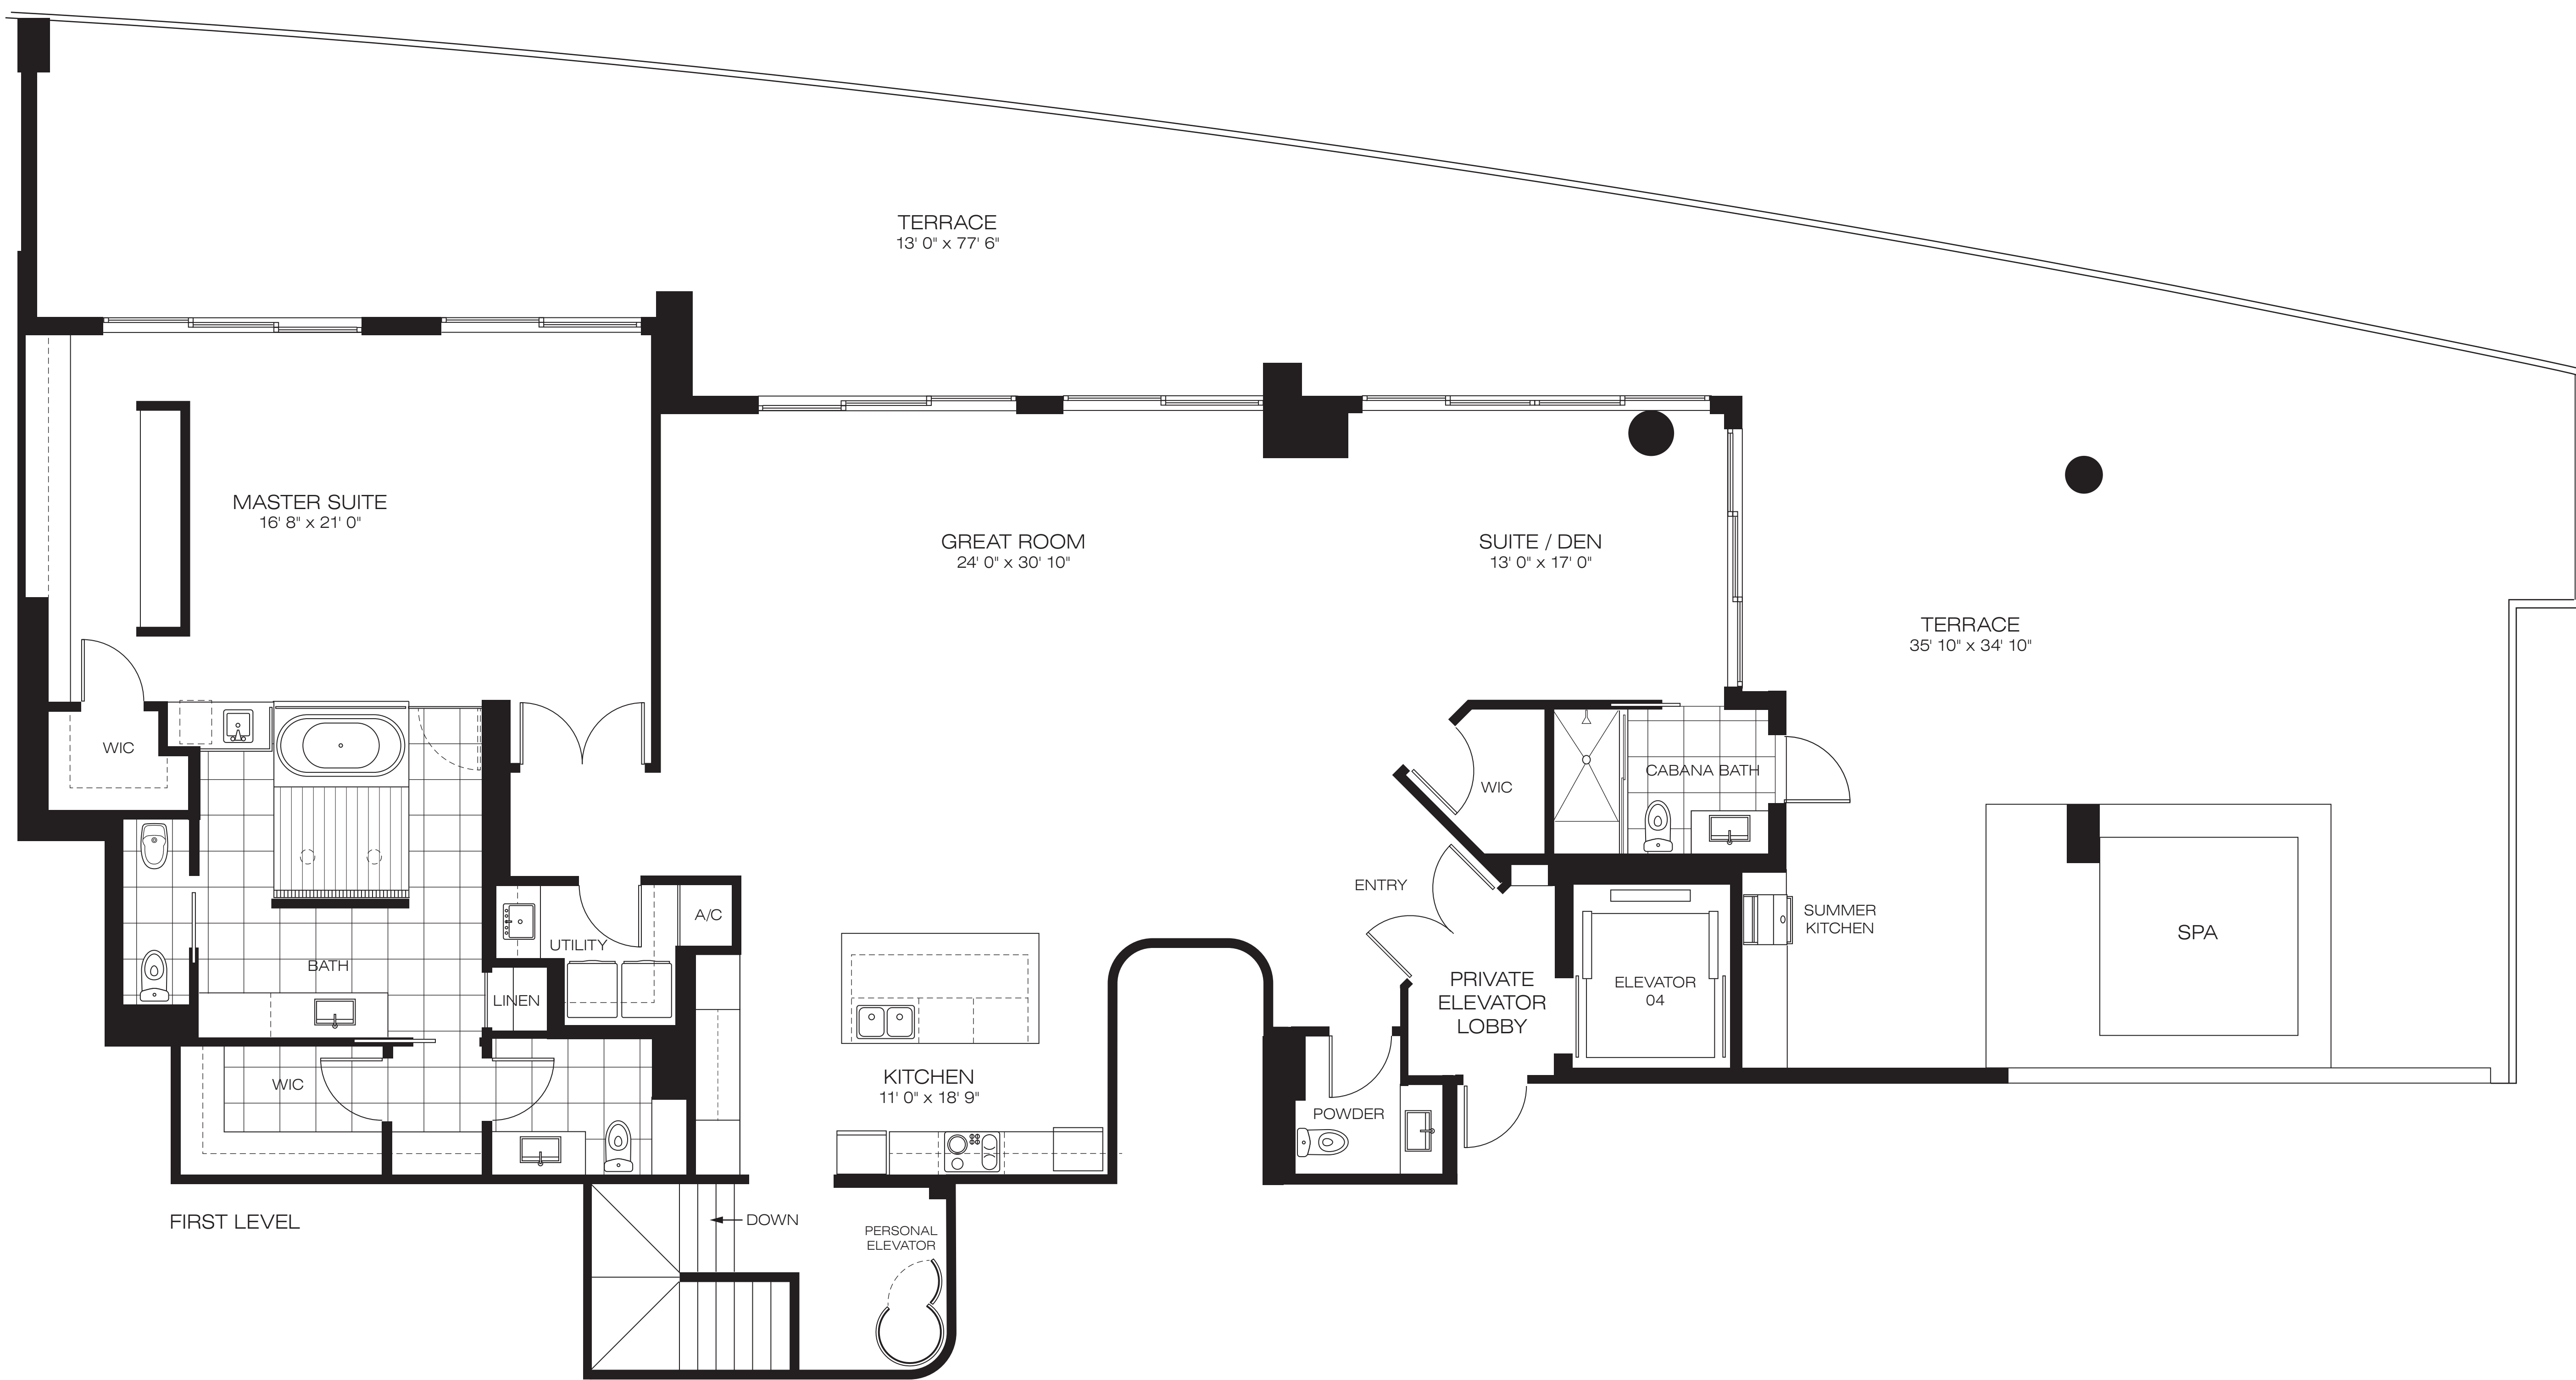 TERRACE
13' 0" x 77' 6"
MASTER SUITE
16' 8" x 21' 0"
GREAT ROOM
24' 0" x 30' 10"
SUITE / DEN
13' 0" x 17' 0"
TERRACE
35' 10" x 34' 10"
WIC
WIC
CABANA BATH
ENTRY
A/C
UTILITY
SUMMER
KITCHEN
SPA
BATH
LINEN
PRIVATE
ELEVATOR
LOBBY
ELEVATOR
04
WIC
KITCHEN
11' 0" x 18' 9"
POWDER
FIRST LEVEL
DOWN
PERSONAL
ELEVATOR